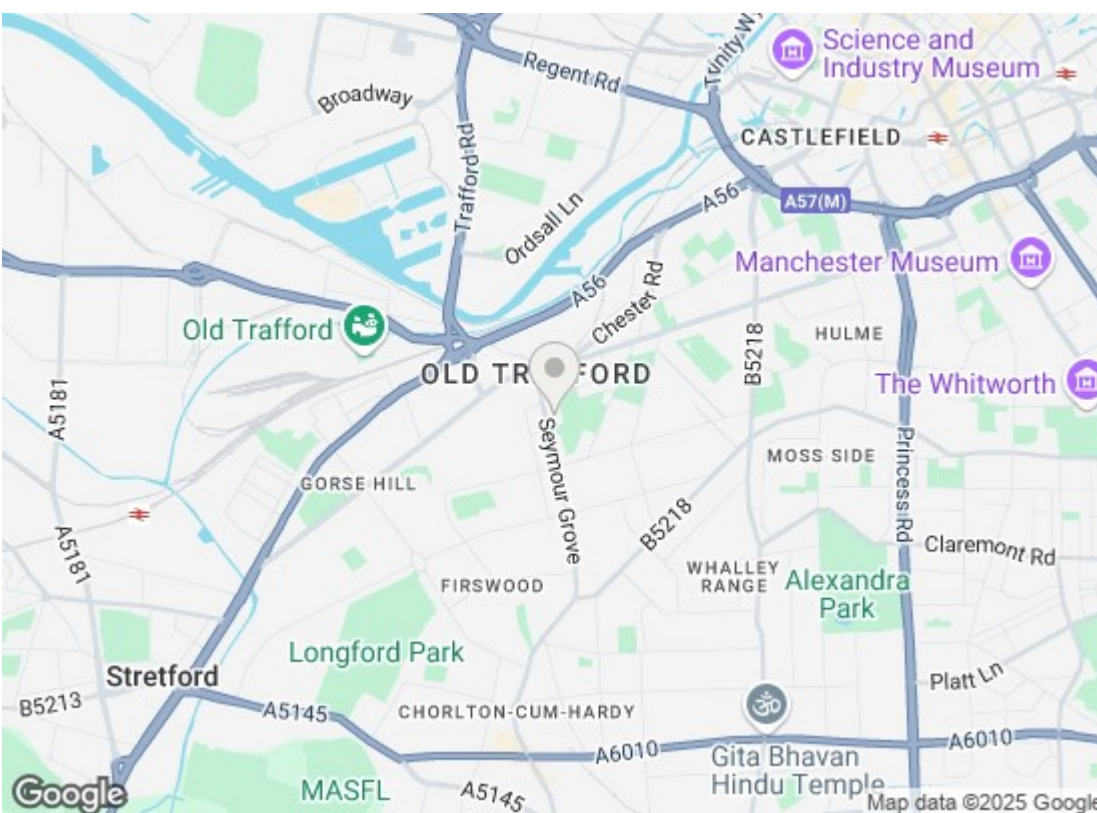 Science and
Industry Museum
Trinity Wy
Regent Rd
Broadway
CASTLEFIELD
Trafford Rd
A56
A57(M)
Ordsall Ln
Manchester Museum
A56
Chester Rd
Old Trafford
B5218
HULME
OLD TR FORD
The Whitworth
A5181
Seymour Grove
Princess Rd
MOSS SIDE
GORSE HILL
B5218
A5181
Claremont Rd
WHALLEY
RANGE
FIRSWOOD
Alexandra
Park
Longford Park
Stretford
Platt Ln
B5213
A5145
CHORLTON-CUM-HARDY
A6010
A6010
Gita Bhavan
Hindu Temple
MASFL
A5145
Google
Map data ©2025 Google